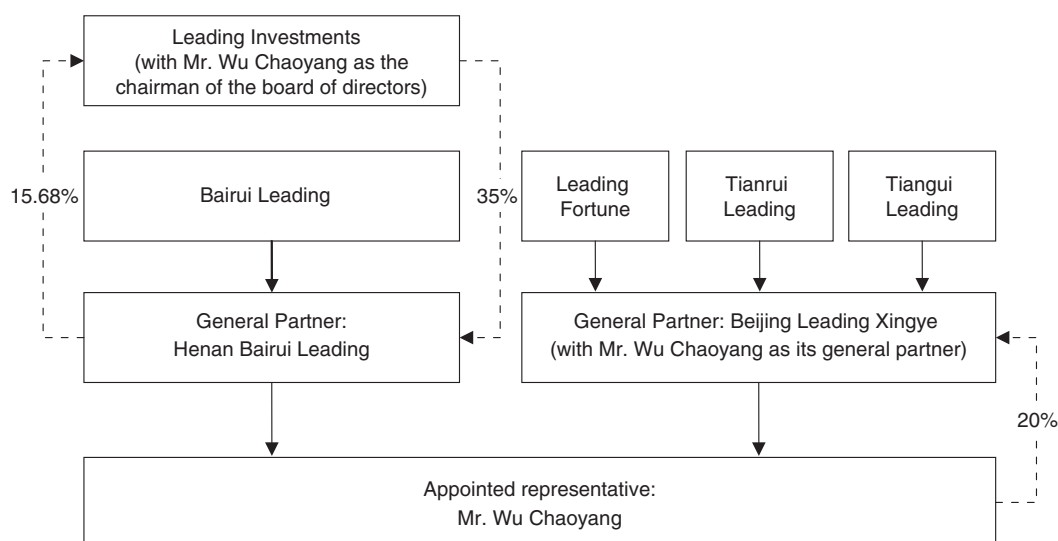 Leading Investments
(with Mr. Wu Chaoyang as the
chairman of the board of directors)
15.68%
Bairui Leading
35%
Leading
Fortune
Tianrui
Leading
Tiangui
Leading
General Partner:
Henan Bairui Leading
General Partner: Beijing Leading Xingye
(with Mr. Wu Chaoyang as its general partner)
20%
Appointed representative:
Mr. Wu Chaoyang